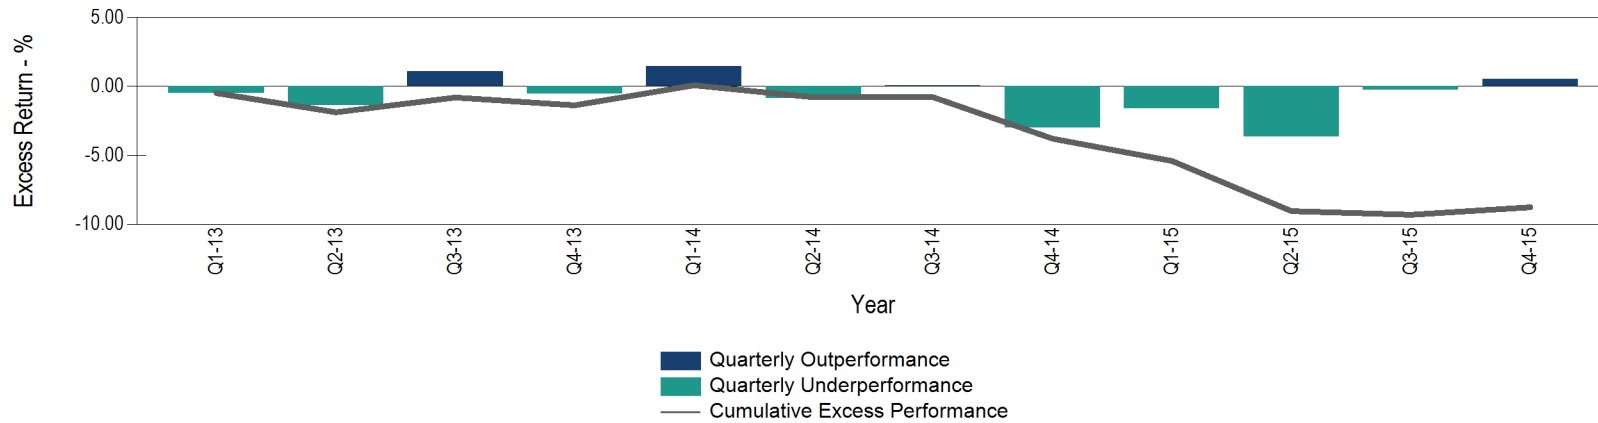 5.00
0.00
-5.00
-10.00
Excess Return - %
Q1-13
Q2-13
Q3-13
Q4-13
Q1-14
Q2-14
Q3-14
Q4-14
Q1-15
Q2-15
Q3-15
Q4-15
Year
Quarterly Outperformance
Quarterly Underperformance
Cumulative Excess Performance